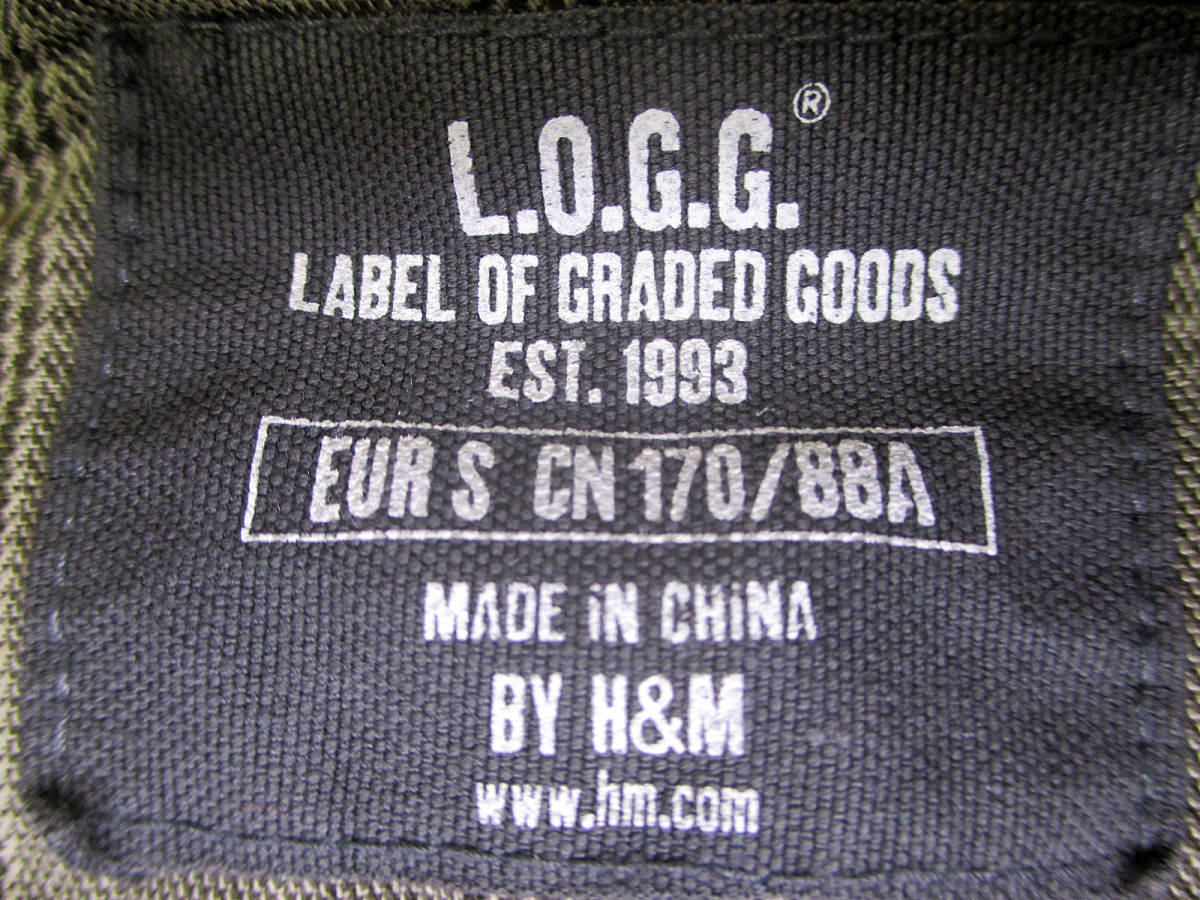 L.O.G.G.®
LABEL OF GRADED GOODS
EST. 1993
EUR S CN 170/88A
MADE iN CHiNA
BY H&M
www.hm.com